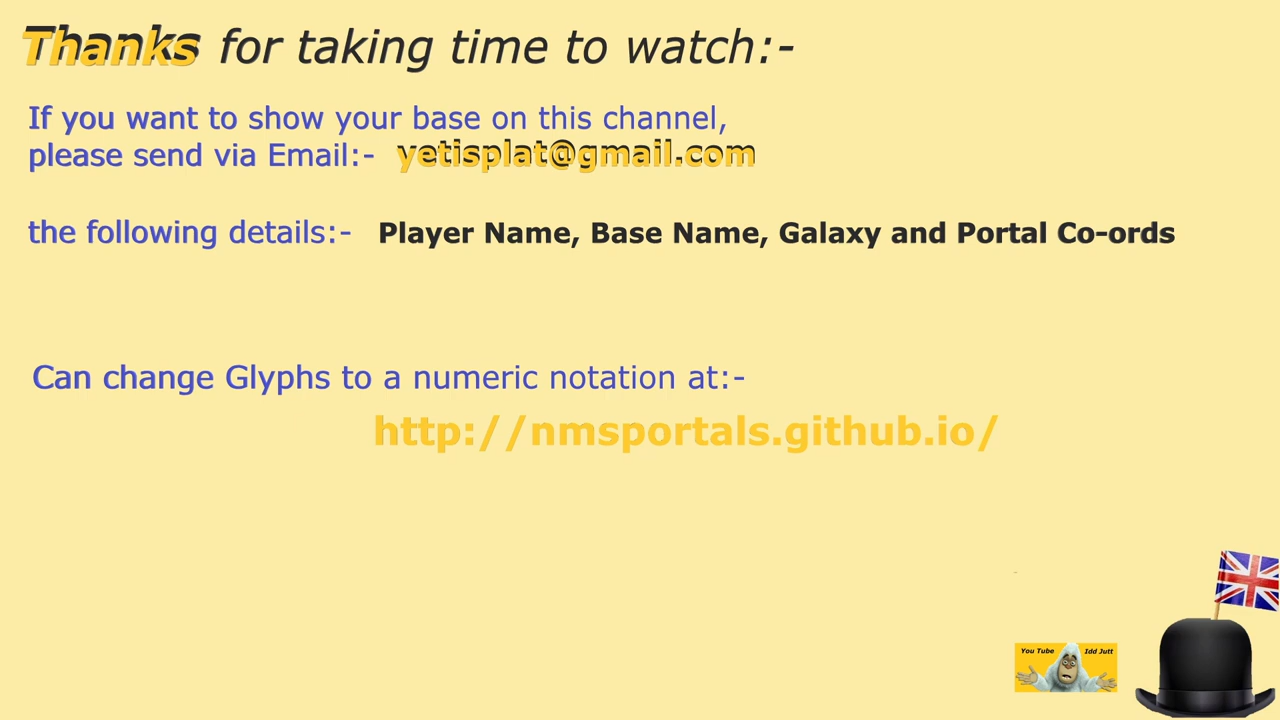 Thanks for taking time to watch:-
If you want to show your base on this channel,
please send via Email:- yetisplat@gmail.com
the following details:- Player Name, Base Name, Galaxy and Portal Co-ords
Can change Glyphs to a numeric notation at:-
http://nmsportals.github.io/
You Tube Idd Jutt